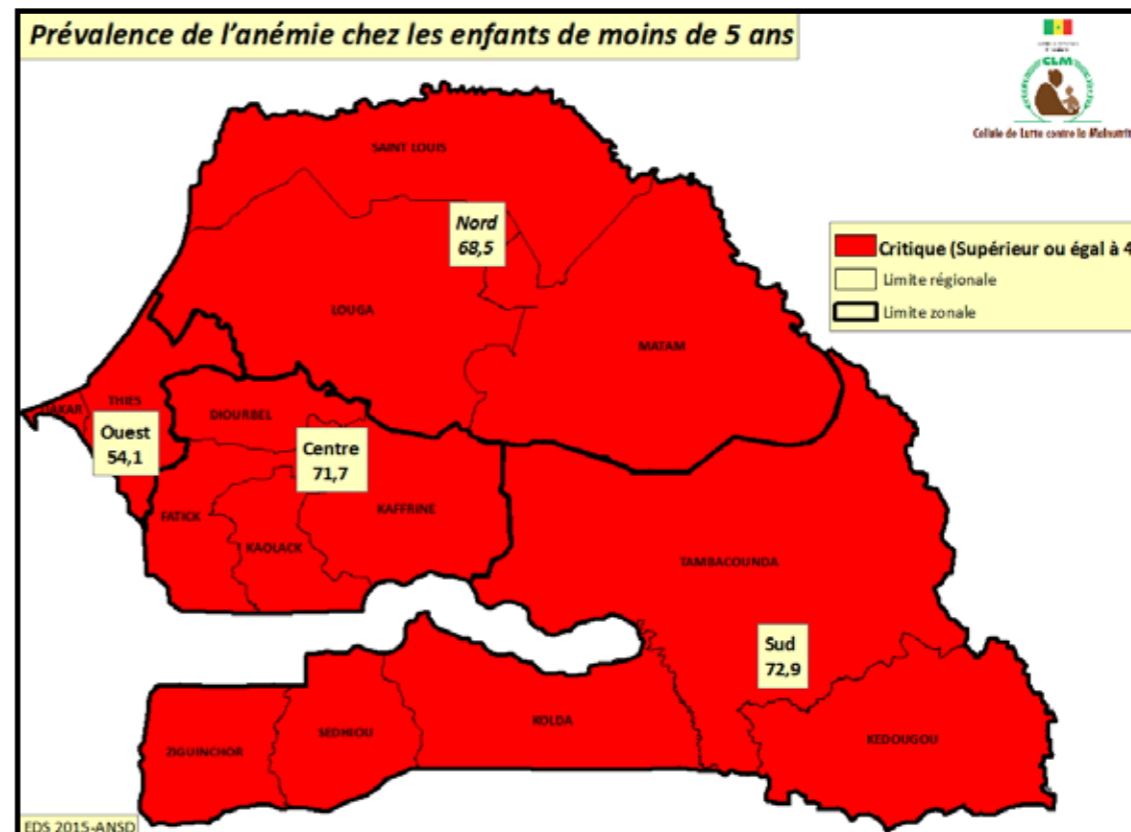 Prévalence de l'anémie chez les enfants de moins de 5 ans
CLM
Cellule de Lutte contre la Malnutrit
SAINT LOUIS
Nord
68,5
Critique (Supérieur ou égal à 4
Limite régionale
Limite zonale
LOUGA
MATAM
DAKAR
THIES
DIOURBEL
Ouest
54,1
Centre
71,7
FATICK
KAFFRINE
KAOLACK
TAMBACOUNDA
Sud
72,9
ZIGUINCHOR
SEDHIOU
KOLDA
KEDOUGOU
EDS 2015-ANSD